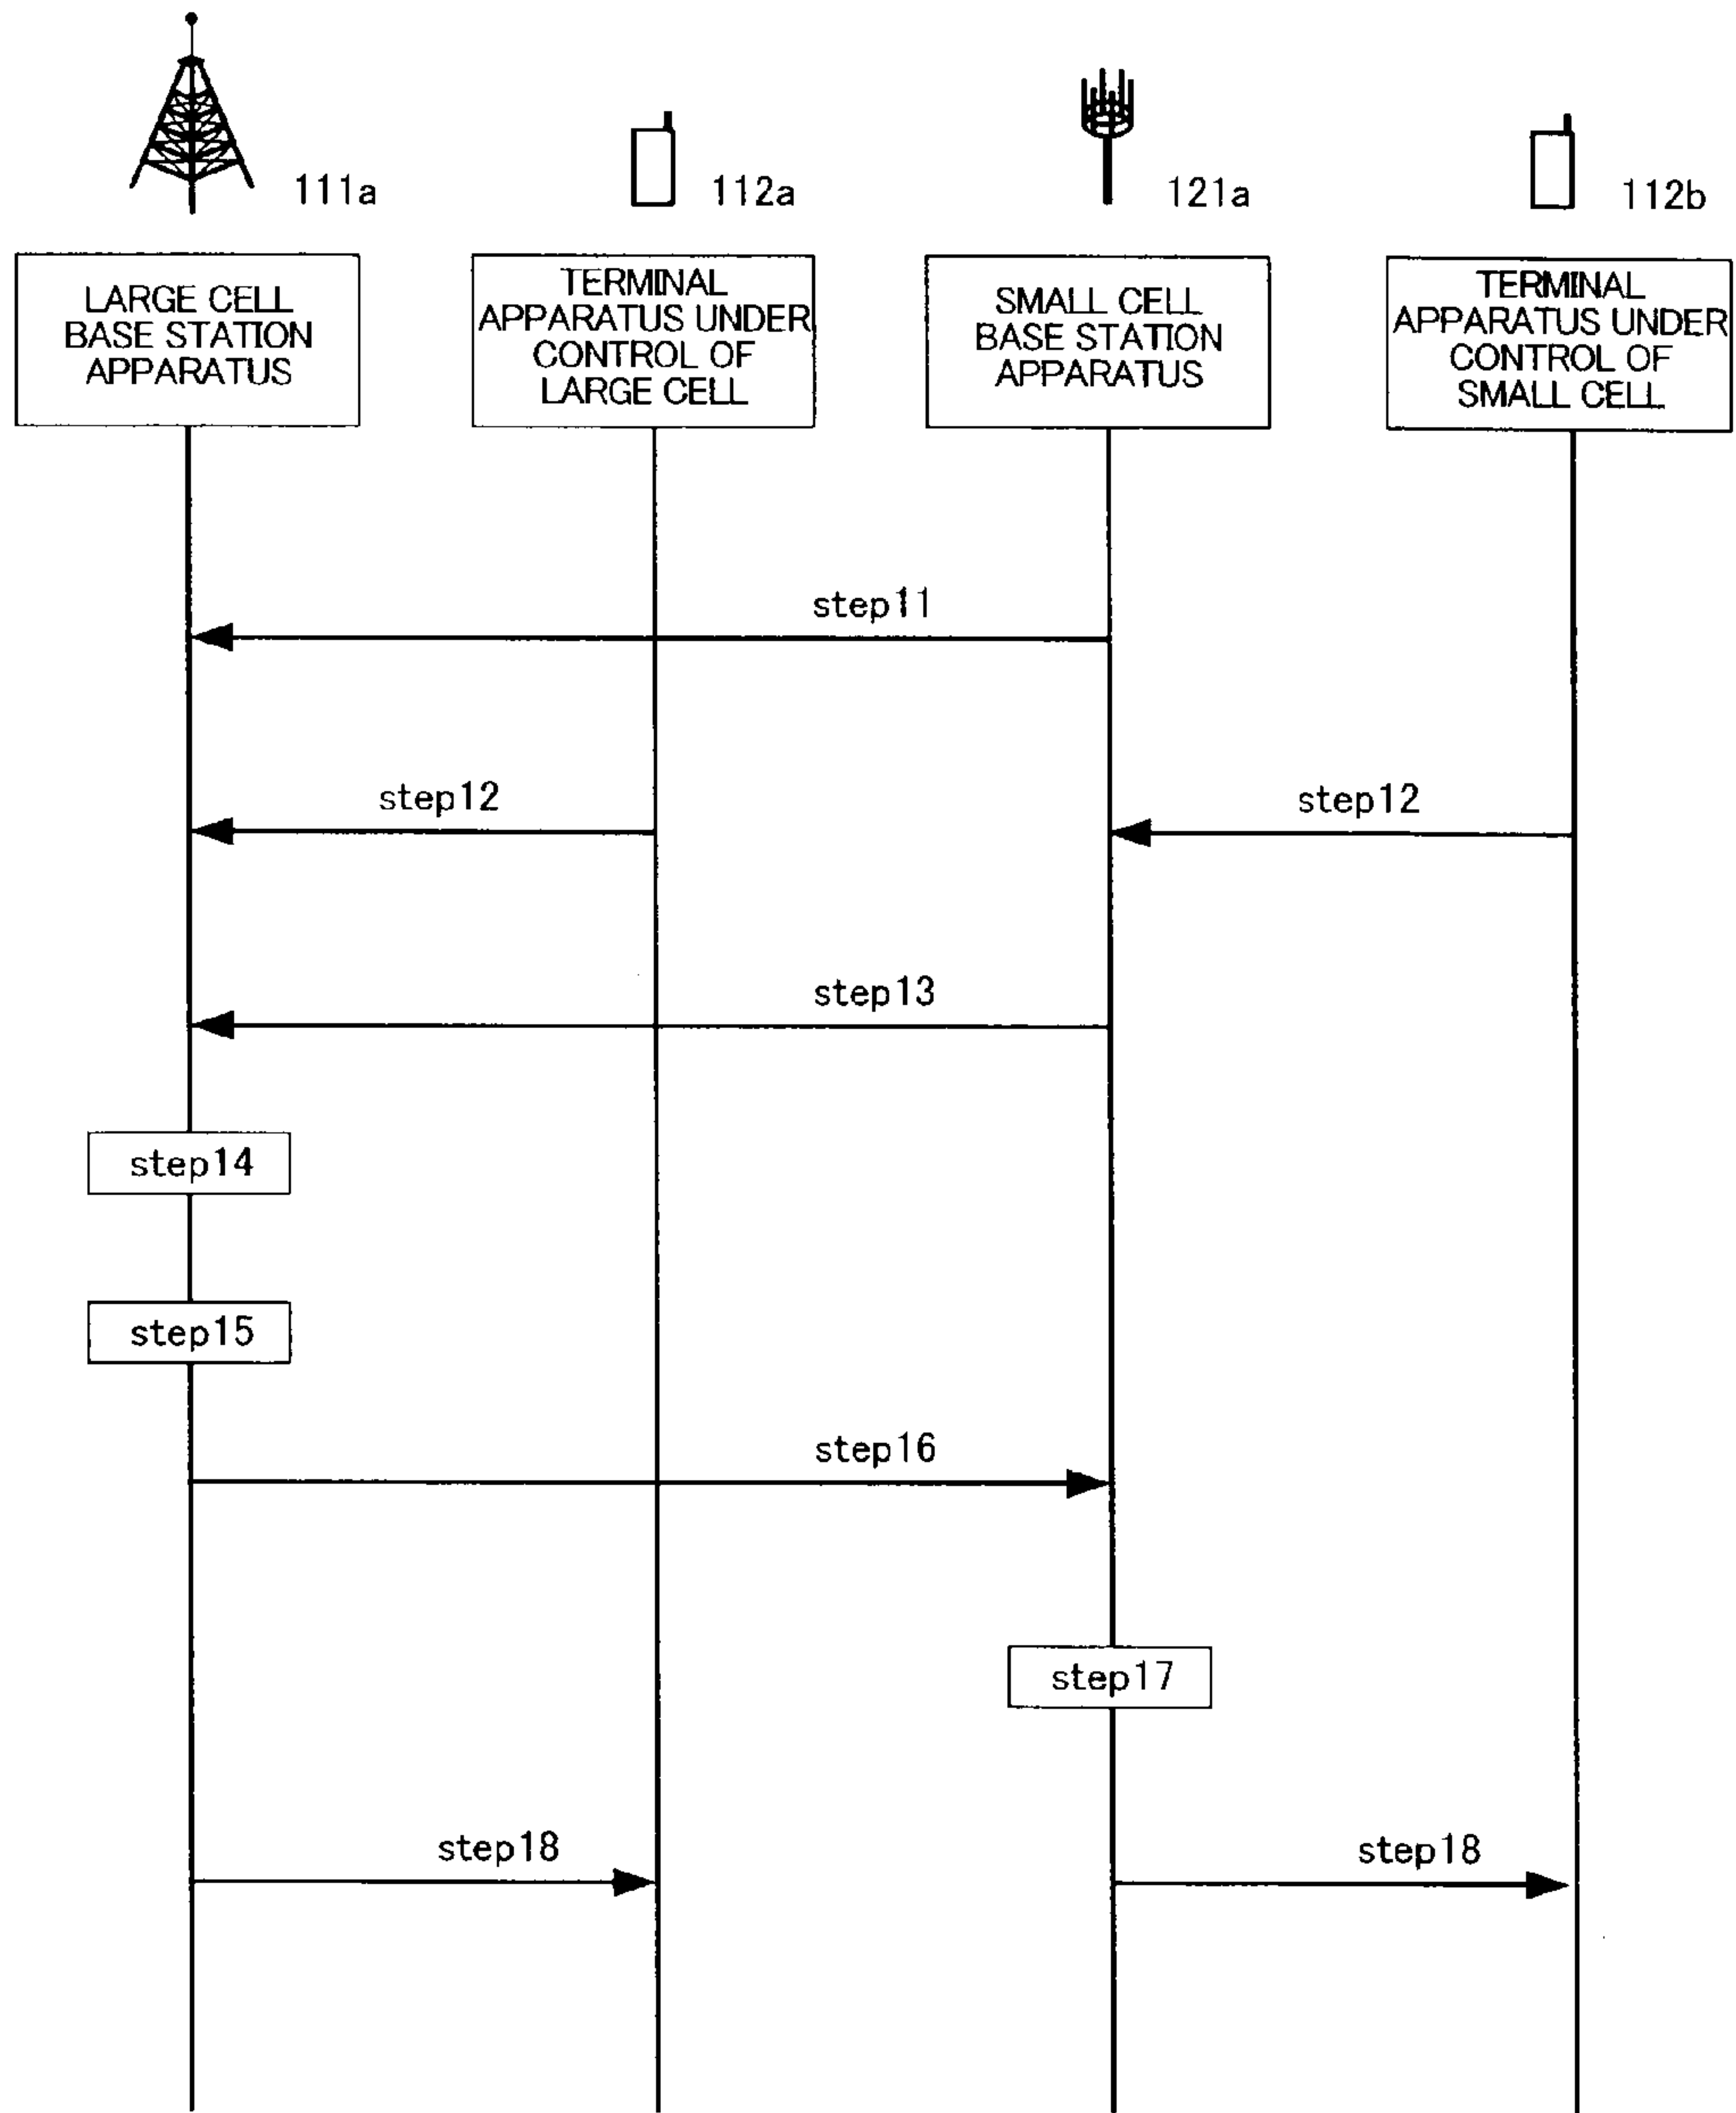 111a
112a
121a
112b
LARGE CELL
BASE STATION
APPARATUS
TERMINAL
APPARATUS UNDER
CONTROL OF
LARGE CELL
SMALL CELL
BASE STATION
APPARATUS
TERMINAL
APPARATUS UNDER
CONTROL OF
SMALL CELL
step11
step12
step12
step13
step14
step15
step16
step17
step18
step18